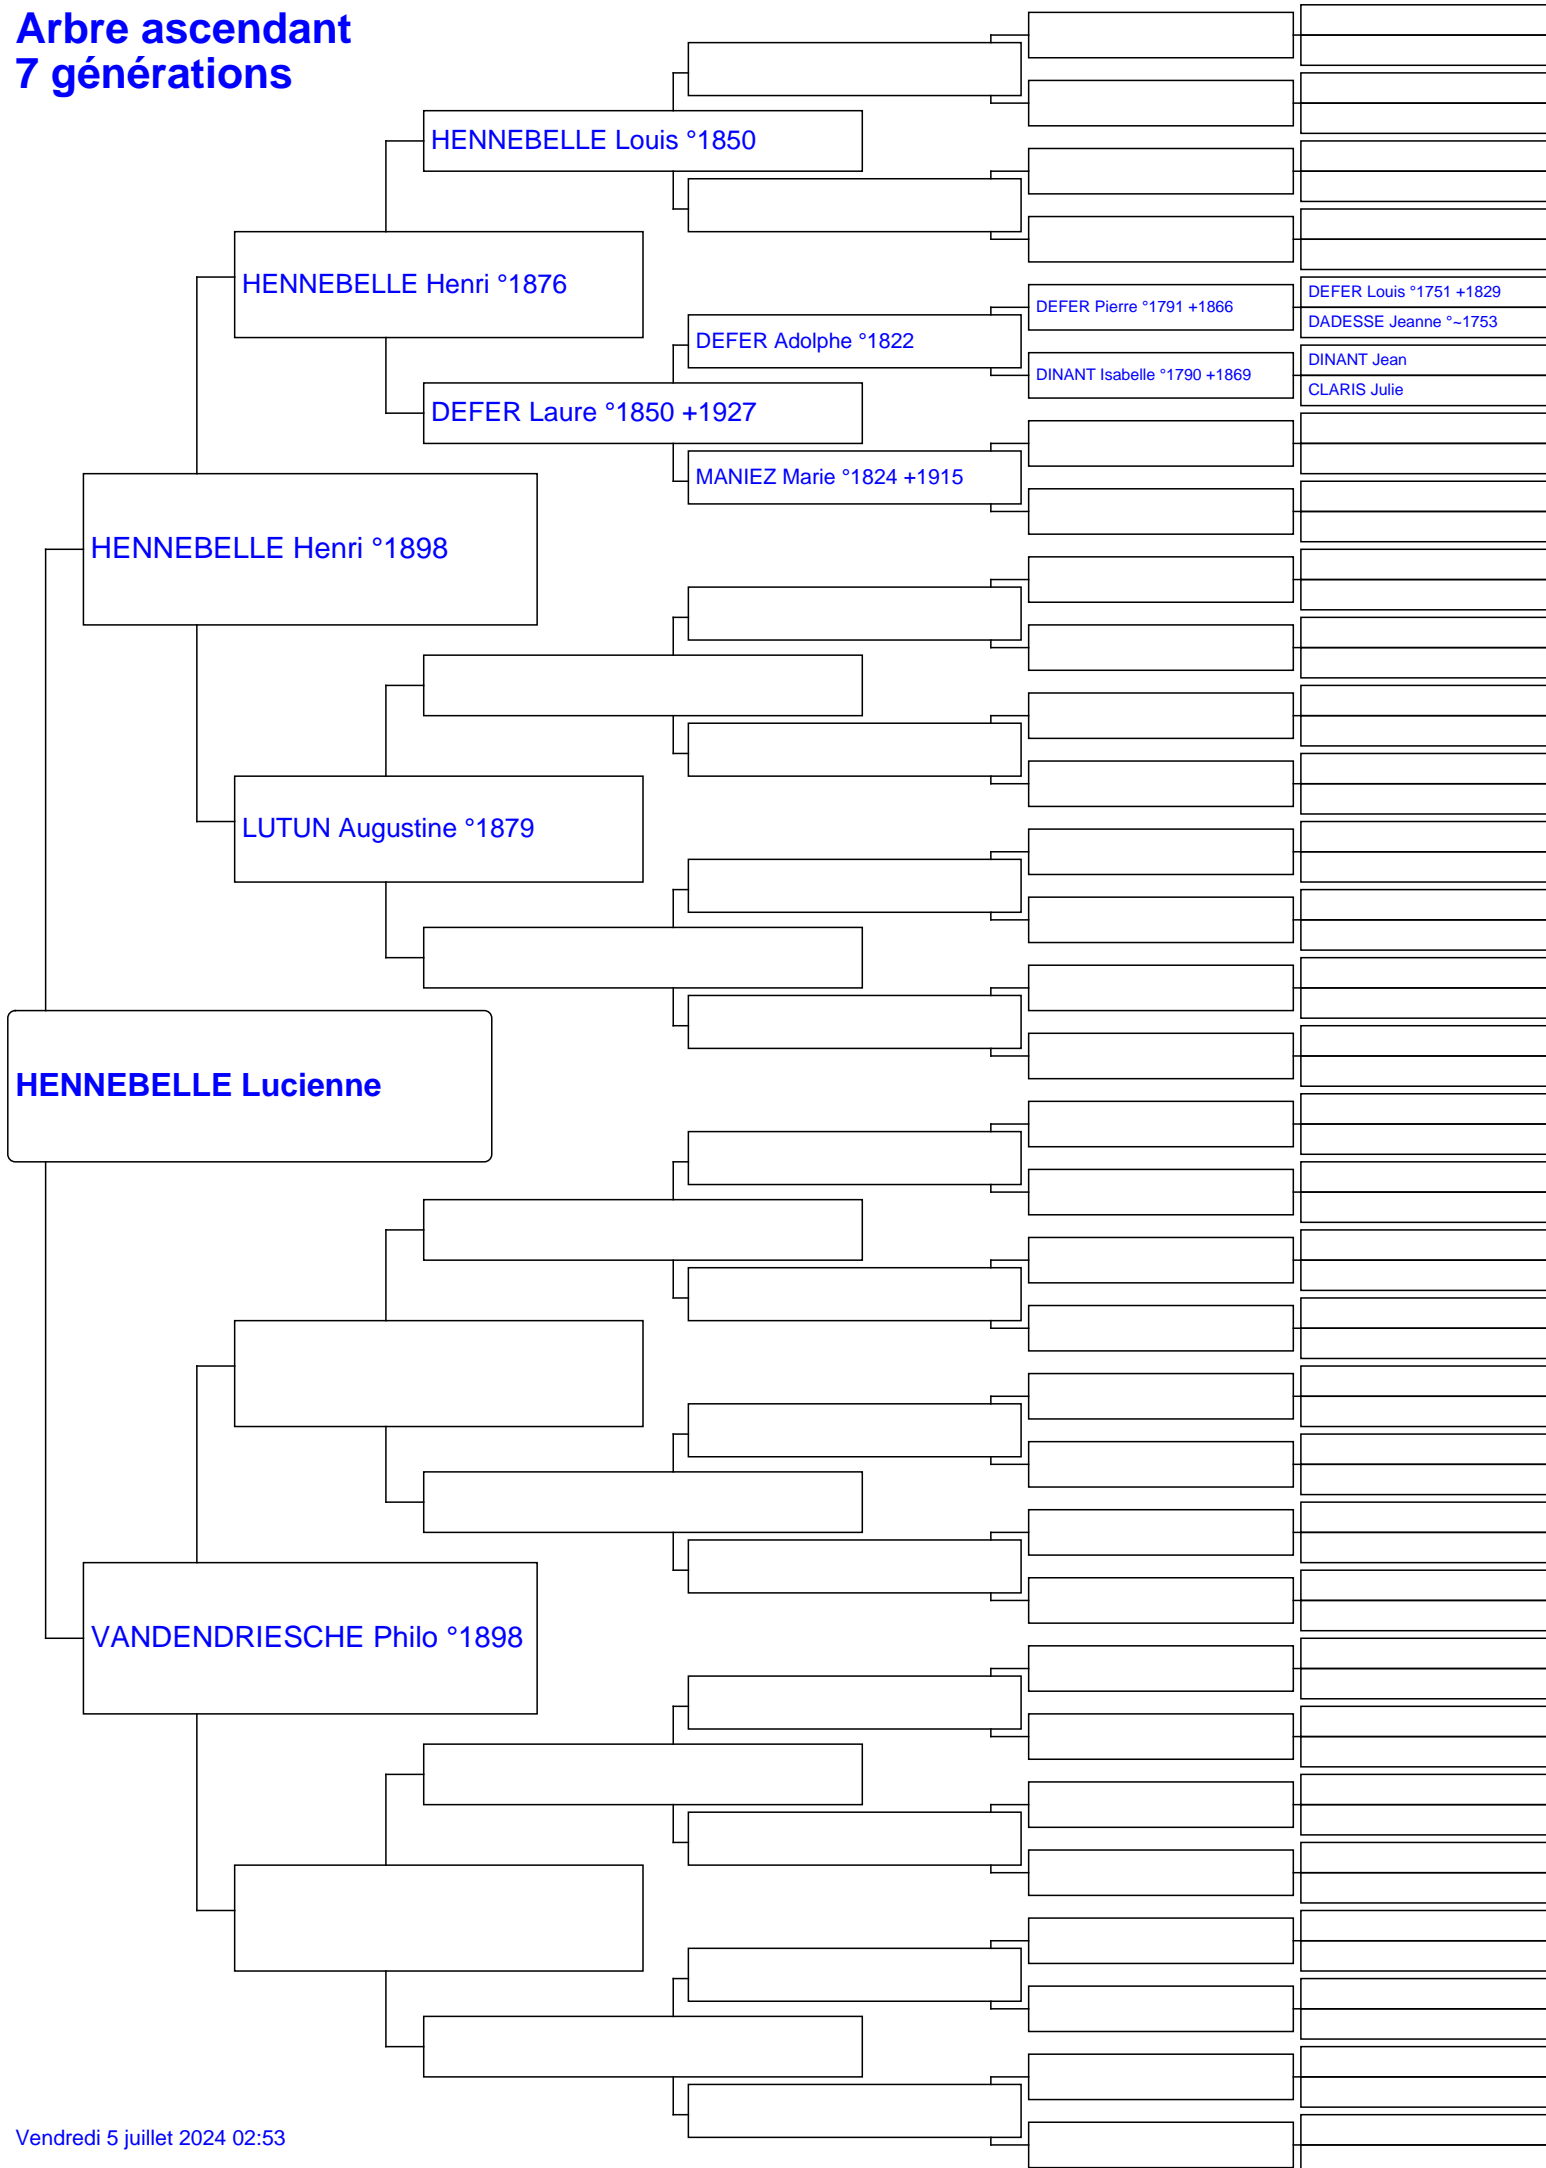 Arbre ascendant
7 générations
HENNEBELLE Louis °1850
HENNEBELLE Henri °1876
DEFER Louis °1751 +1829
DEFER Pierre °1791 +1866
DADESSE Jeanne °~1753
DEFER Adolphe °1822
DINANT Jean
DINANT Isabelle °1790 +1869
CLARIS Julie
DEFER Laure °1850 +1927
MANIEZ Marie °1824 +1915
HENNEBELLE Henri °1898
LUTUN Augustine °1879
HENNEBELLE Lucienne
VANDENDRIESCHE Philo °1898
Vendredi 5 juillet 2024 02:53